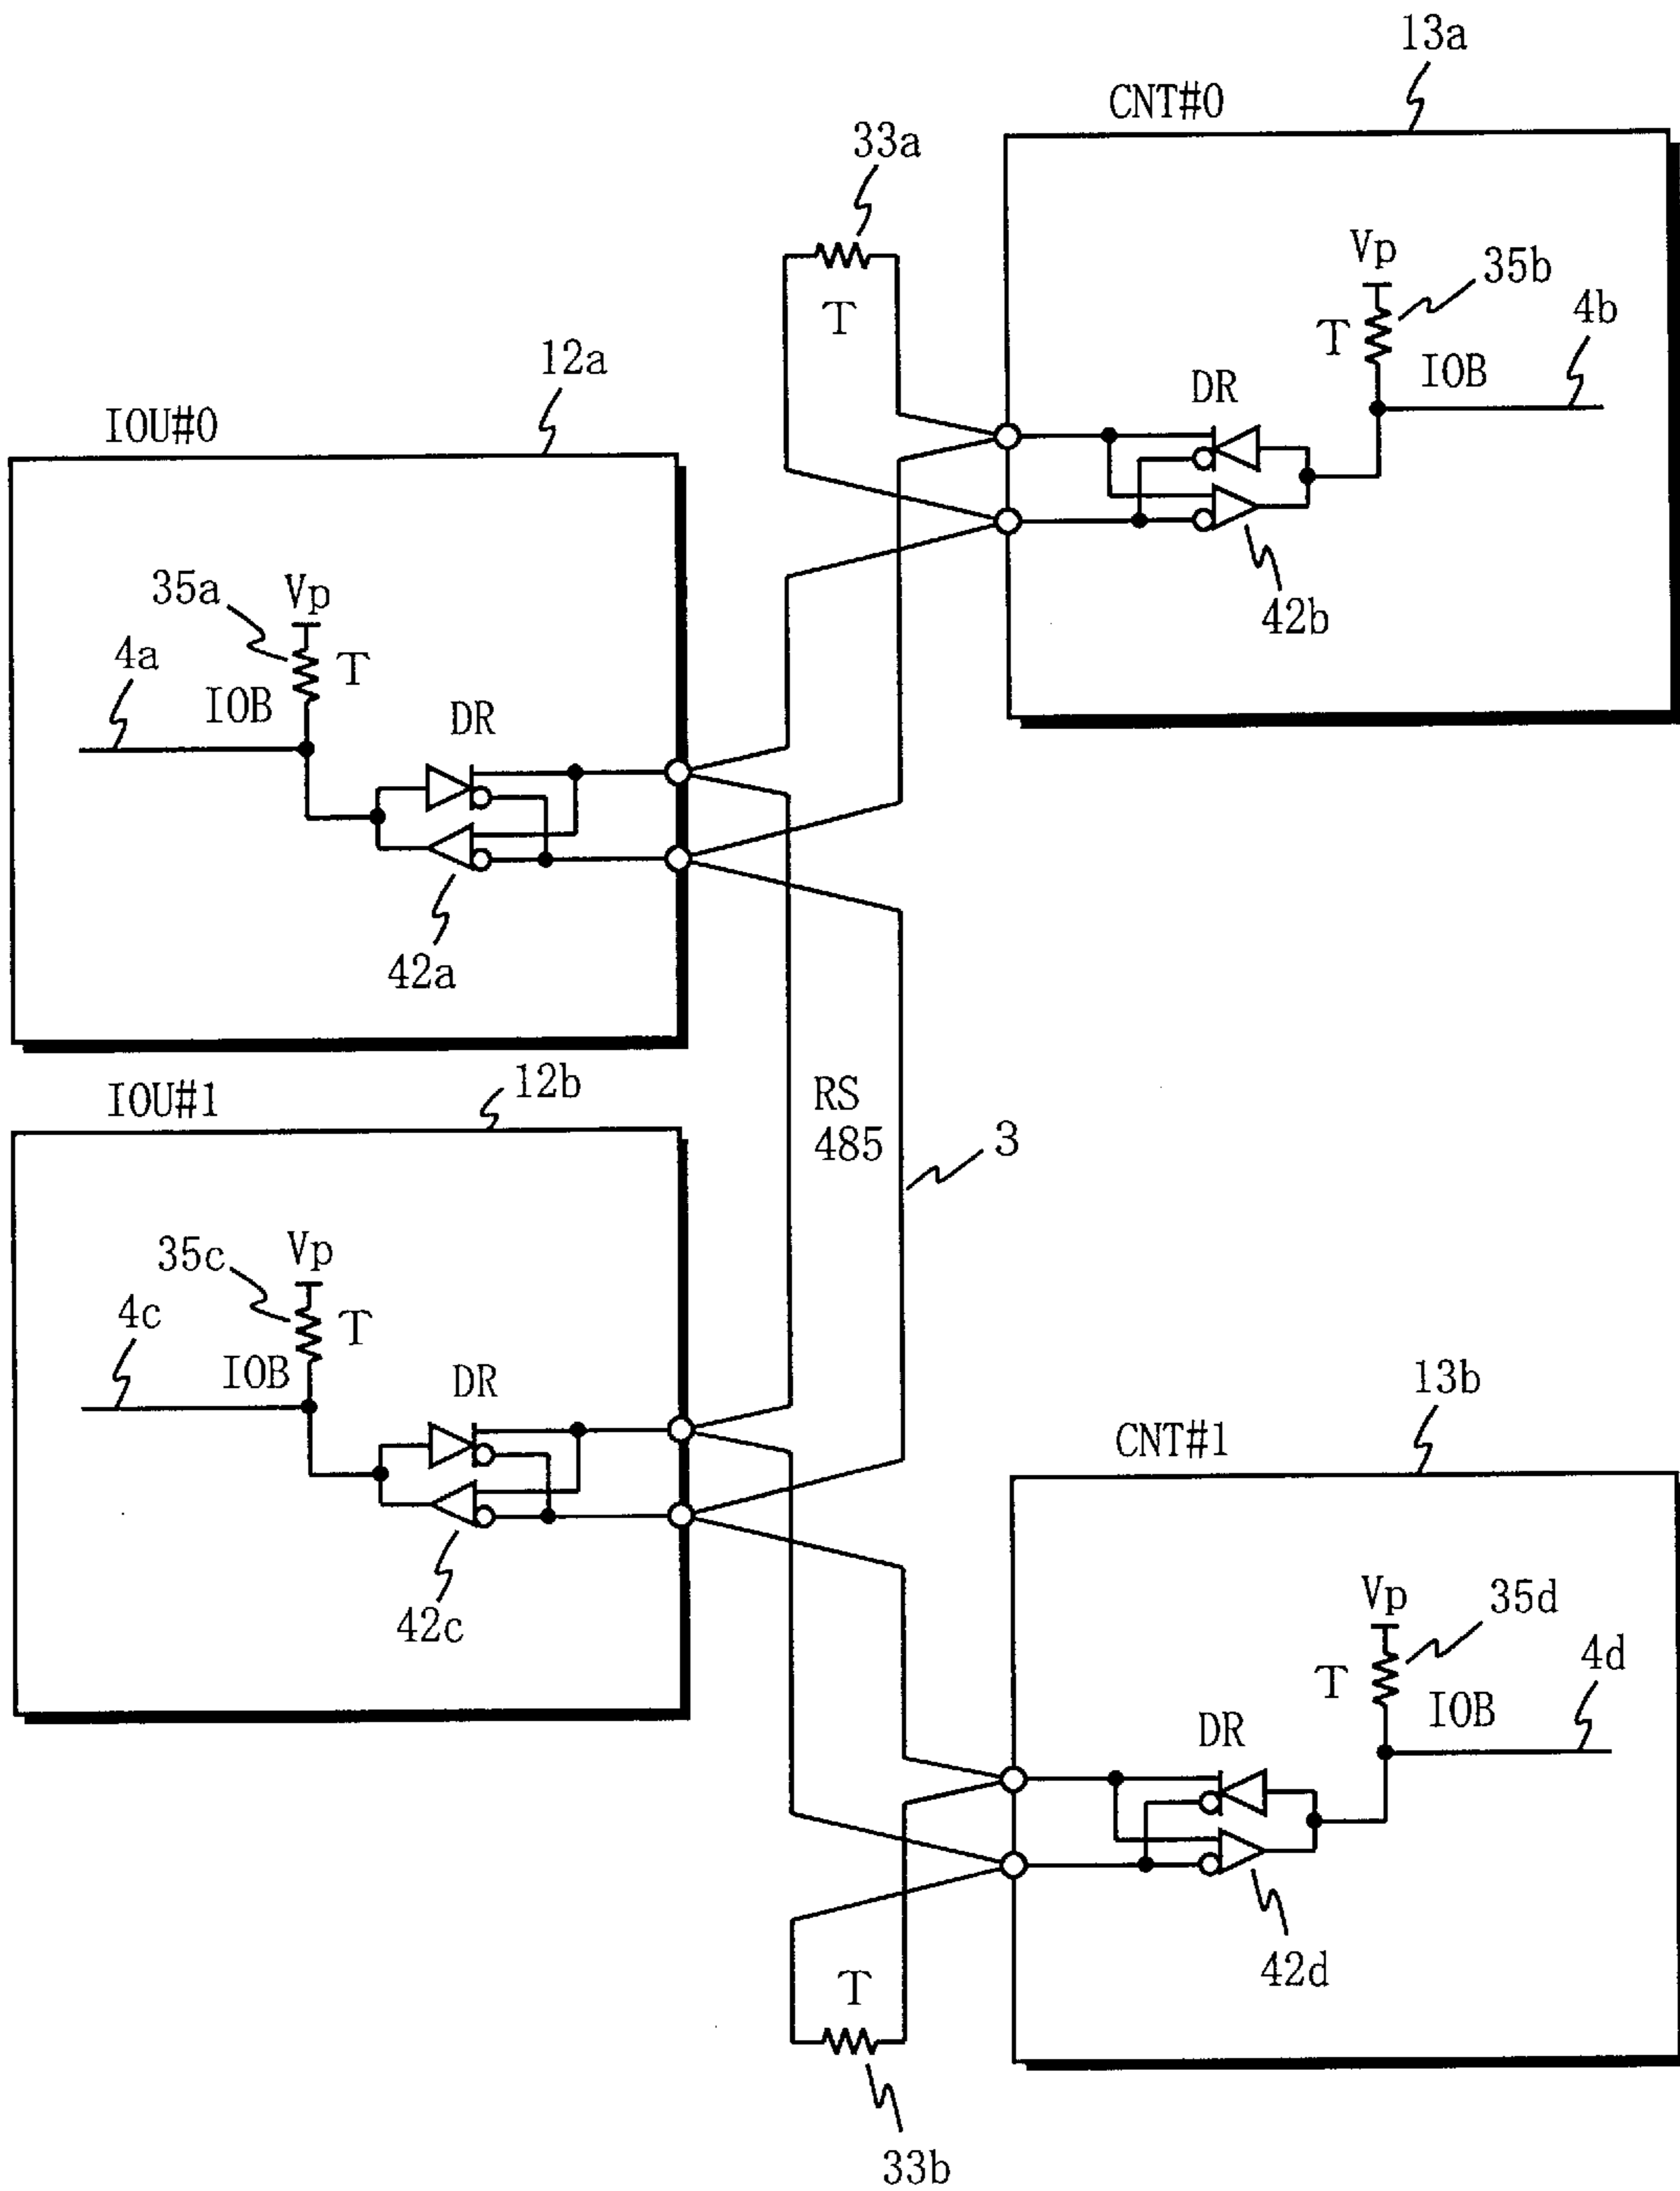 13a
CNT#0
33a
Vp
35b
T
T
4b
IOB
DR
12a
IOU#0
42b
35a
Vp
4a
T
IOB
DR
42a
12b
IOU#1
RS
485
3
35c
Vp
4c
T
IOB
DR
13b
CNT#1
42c
Vp
35d
T
4d
IOB
DR
42d
T
33b